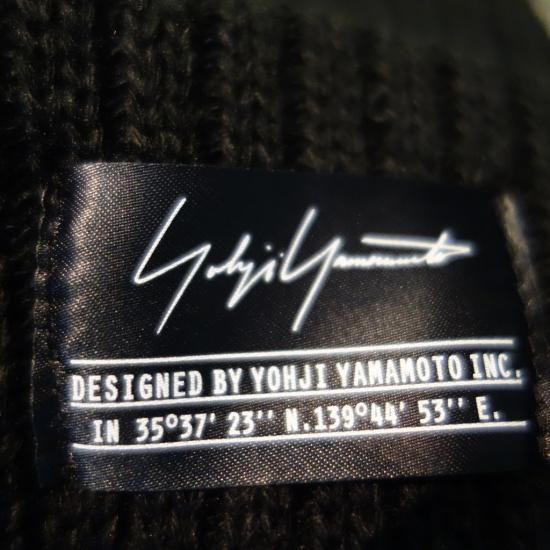 Yohji Yamamoto
DESIGNED BY YOHJI YAMAMOTO INC.
IN 35°37' 23'' N.139°44' 53'' E.